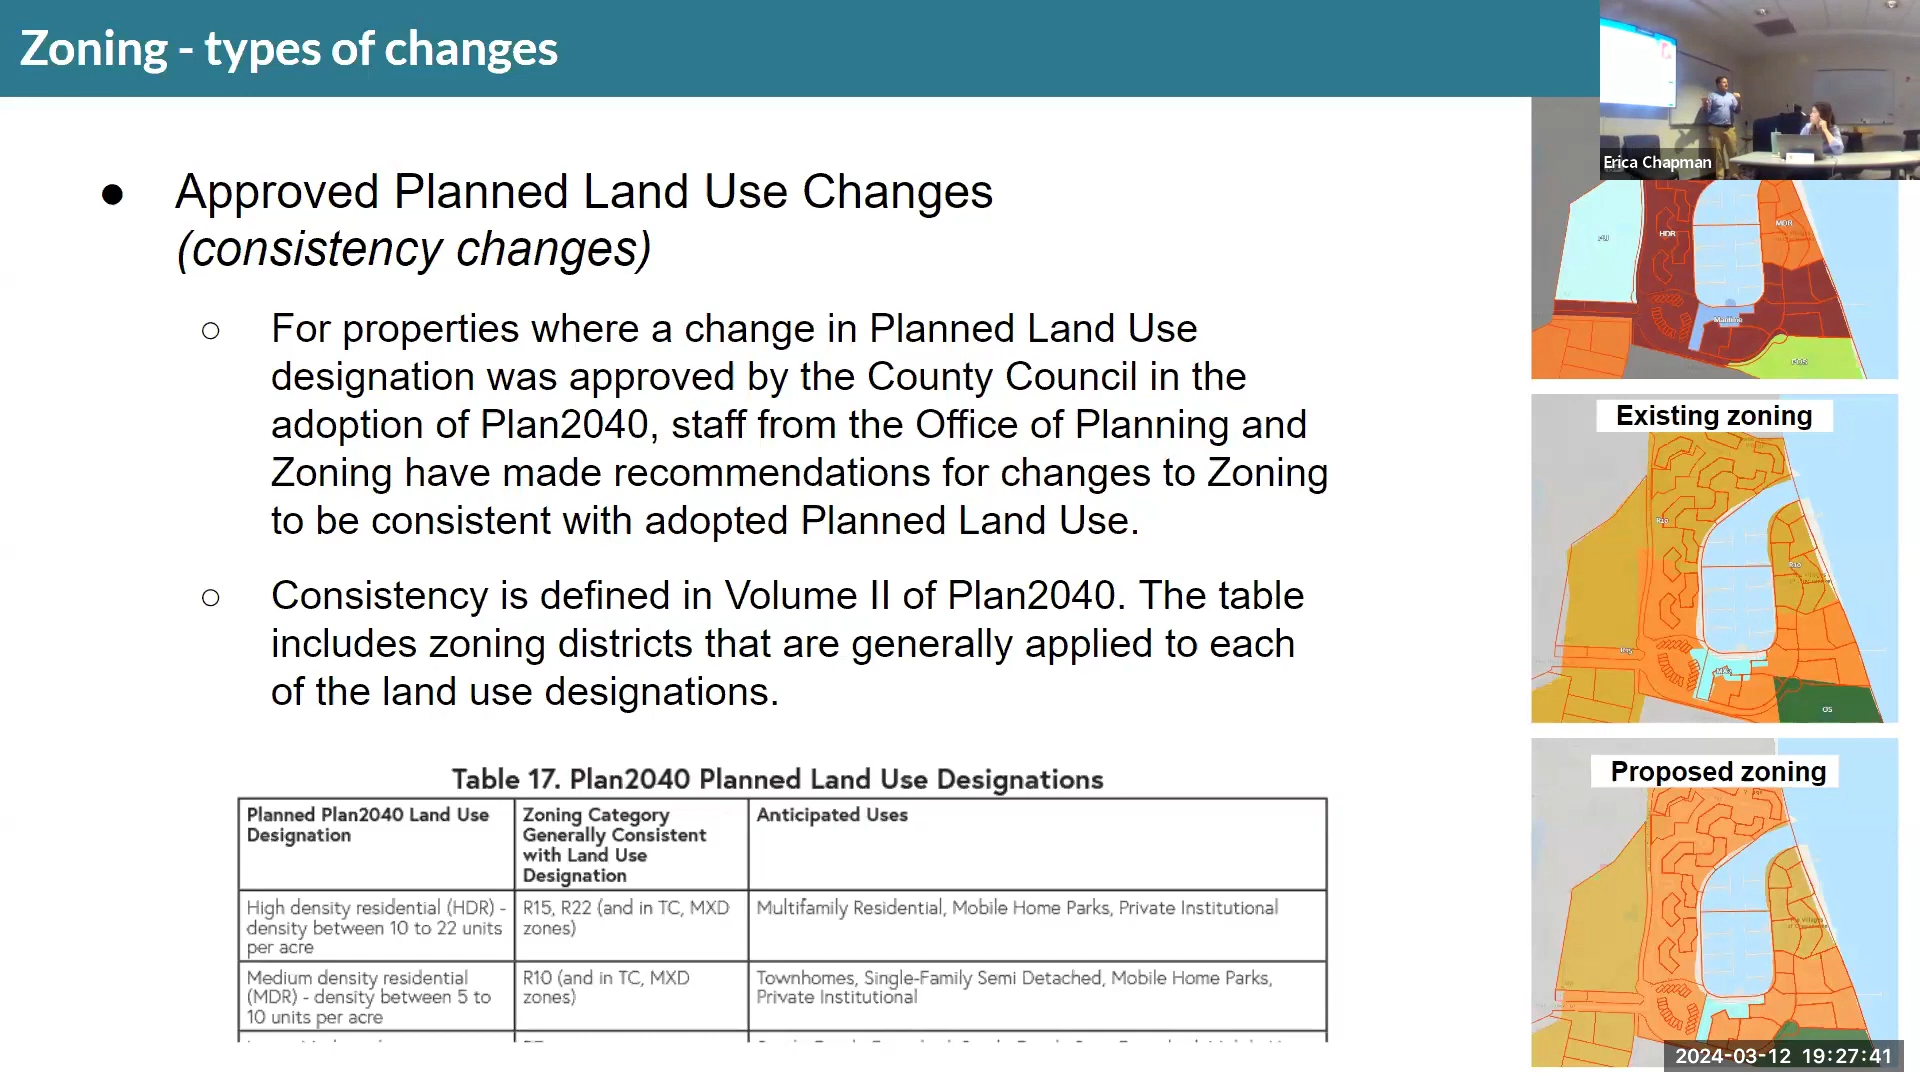 Zoning - types of changes
Erica Chapman
● Approved Planned Land Use Changes
(consistency changes)
○ For properties where a change in Planned Land Use
designation was approved by the County Council in the
adoption of Plan2040, staff from the Office of Planning and
Zoning have made recommendations for changes to Zoning
to be consistent with adopted Planned Land Use.
○ Consistency is defined in Volume II of Plan2040. The table
includes zoning districts that are generally applied to each
of the land use designations.
Table 17. Plan2040 Planned Land Use Designations
Planned Plan2040 Land Use
Designation
Zoning Category
Generally Consistent
with Land Use
Designation
Anticipated Uses
High density residential (HDR) -
density between 10 to 22 units
per acre
R15, R22 (and in TC, MXD
zones)
Multifamily Residential, Mobile Home Parks, Private Institutional
Medium density residential
(MDR) - density between 5 to
10 units per acre
R10 (and in TC, MXD
zones)
Townhomes, Single-Family Semi Detached, Mobile Home Parks,
Private Institutional
HDR
MDR
Maritime
Existing zoning
R10
R15
OS
Proposed zoning
2024-03-12 19:27:41